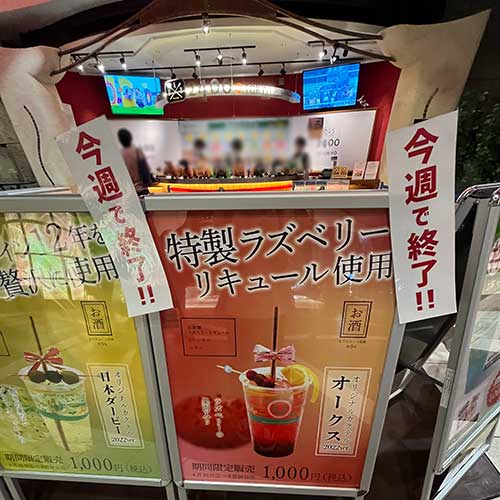 2400
今週で終了!!
今週で終了!!
2年を
贅沢に使用
お酒
オリジナルカクテル
日本ダービー
2022ver.
期間限定販売
1,000円(税込)
特製ラズベリー
リキュール使用
お酒
オリジナルカクテル
オークス
2022ver.
期間限定販売
1,000円(税込)